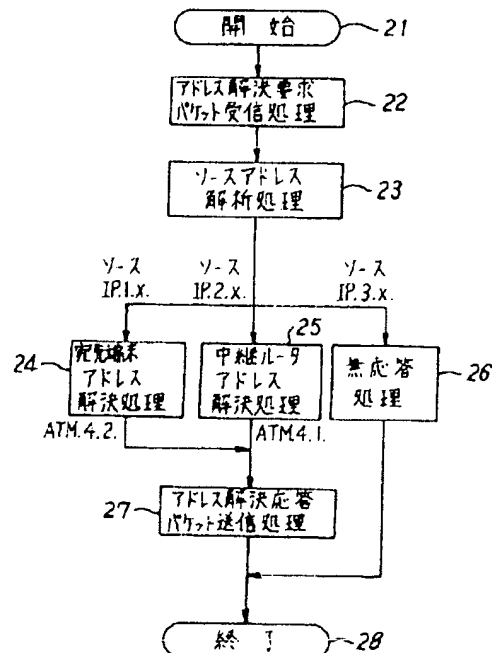 開始
21
アドレス解決要求
パケット受信処理
22
ソースアドレス
解析処理
23
ソース
IP.1.x.
ソース
IP.2.x.
ソース
IP.3.x.
24
宛先端末
アドレス
解決処理
25
中継ルータ
アドレス
解決処理
無応答
処理
26
ATM.4.2.
ATM.4.1.
27
アドレス解決応答
パケット送信処理
終了
28